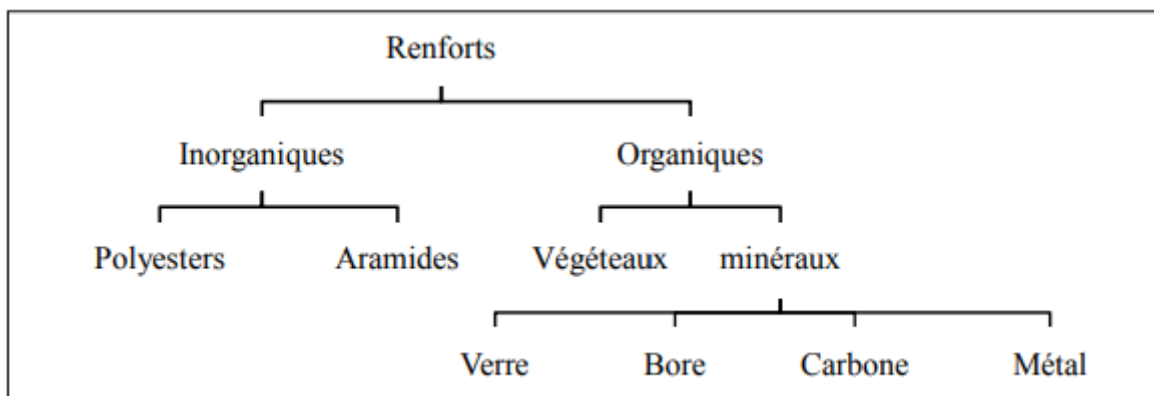 Renforts
Inorganiques Organiques
Polyesters Aramides Végéteaux minéraux
Verre Bore Carbone Métal